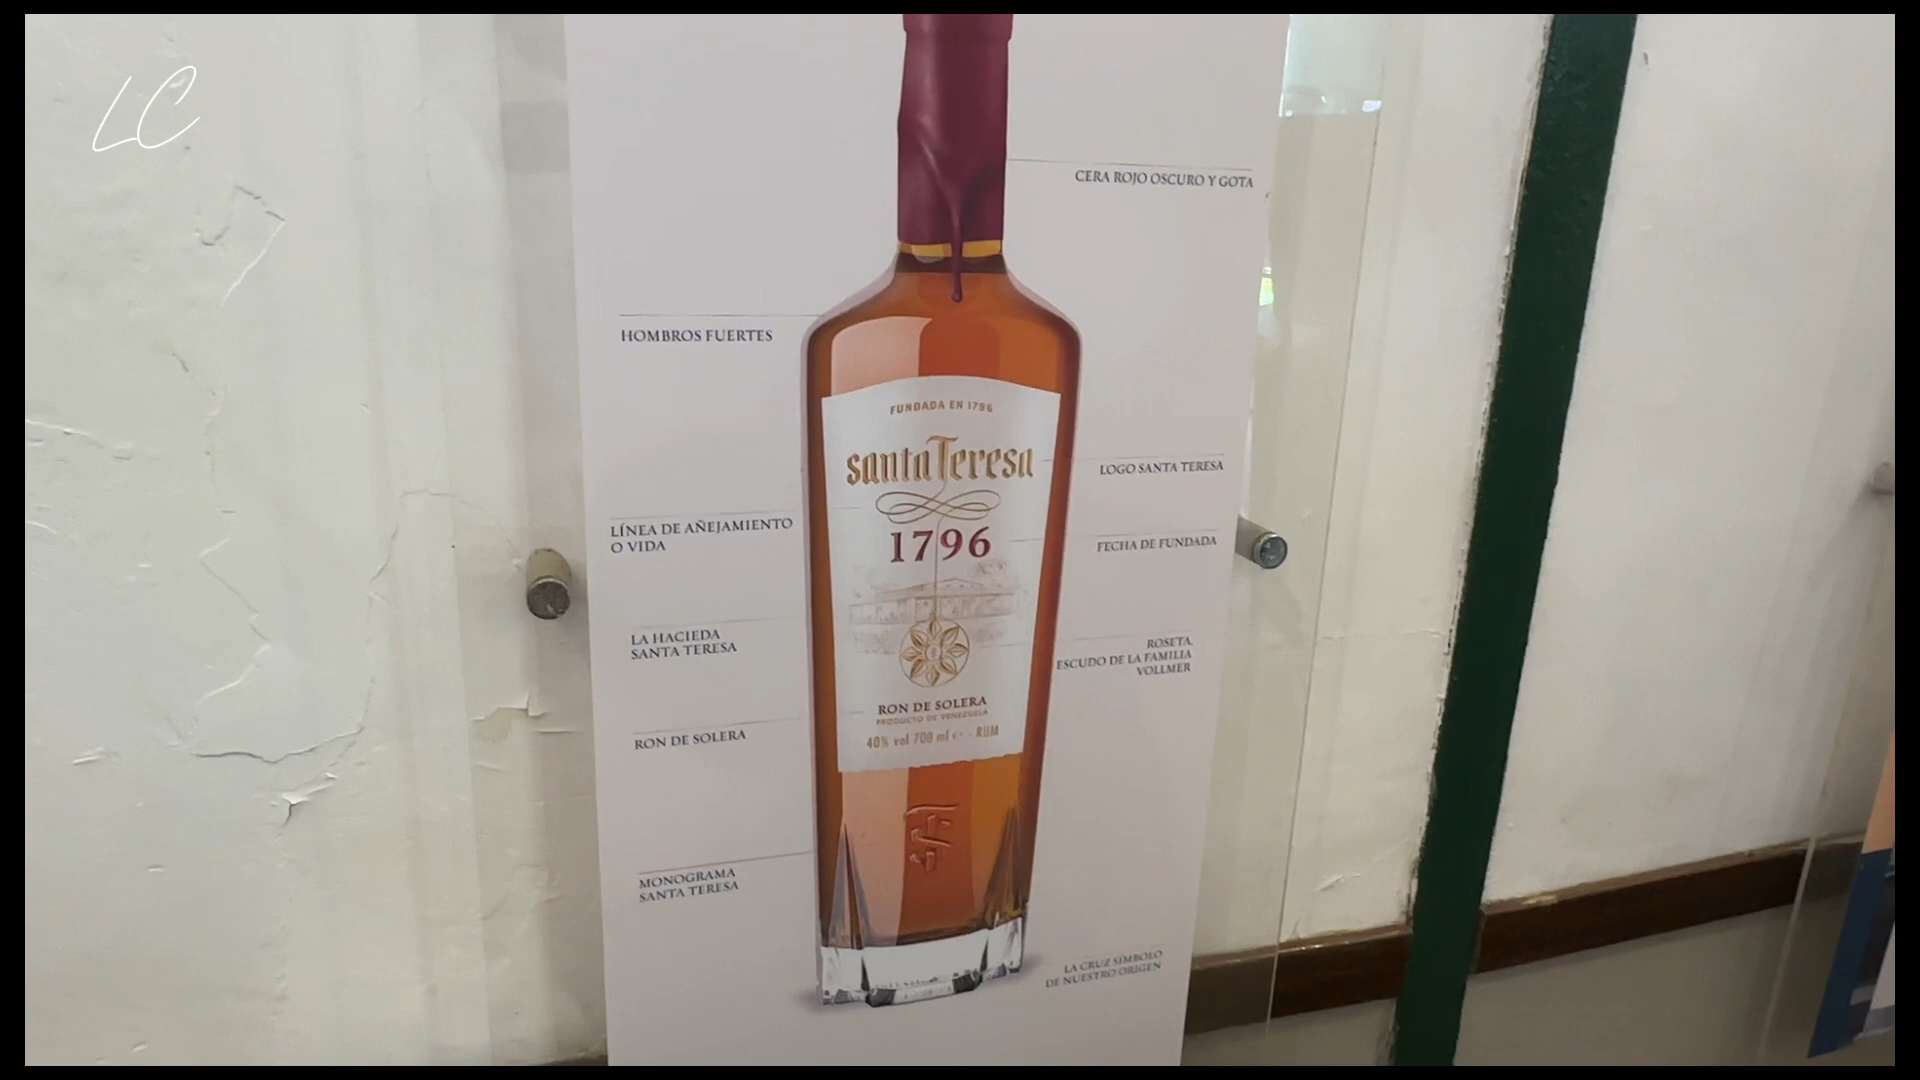 LC
CERA ROJO OSCURO Y GOTA
HOMBROS FUERTES
FUNDADA EN 1796
santa Teresa
LOGO SANTA TERESA
LÍNEA DE AÑEJAMIENTO
O VIDA
1796
FECHA DE FUNDADA
LA HACIEDA
SANTA TERESA
ROSETA
ESCUDO DE LA FAMILIA
VOLLMER
RON DE SOLERA
PRODUCTO DE VENEZUELA
40% vol 700 ml e - RUM
RON DE SOLERA
MONOGRAMA
SANTA TERESA
LA CRUZ SÍMBOLO
DE NUESTRO ORIGEN